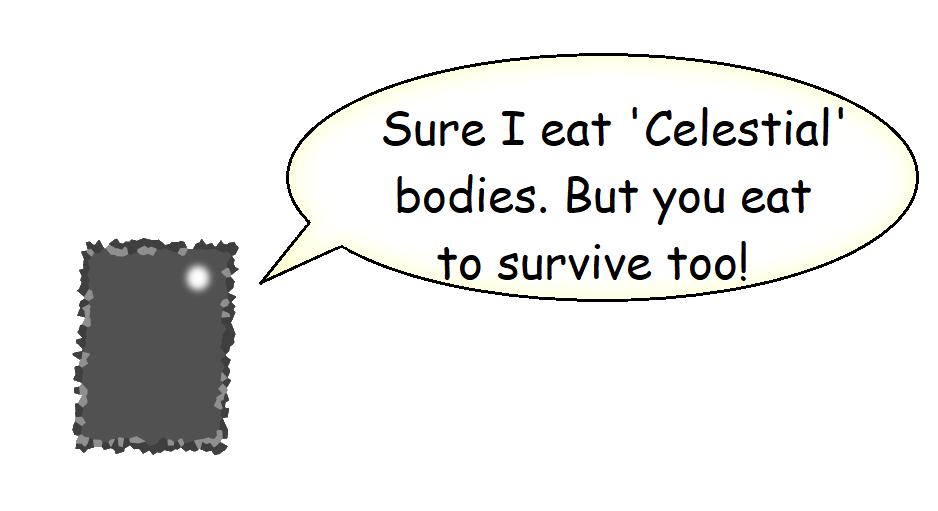 Sure I eat 'Celestial'
bodies. But you eat
to survive too!